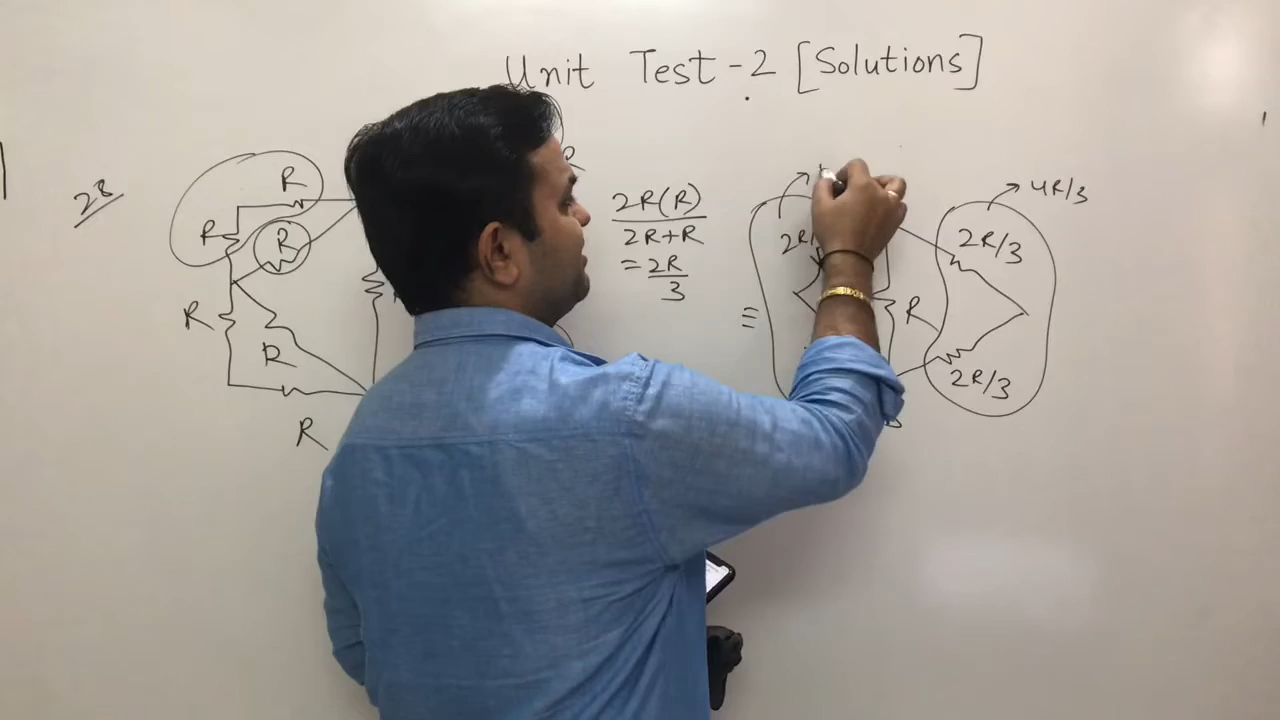 Unit Test-2 [Solutions]
28
R
R
R
R
R
R
R
2R(R)
2R+R
= 2R
3
≡
4R/3
2R/3
R
2R/3